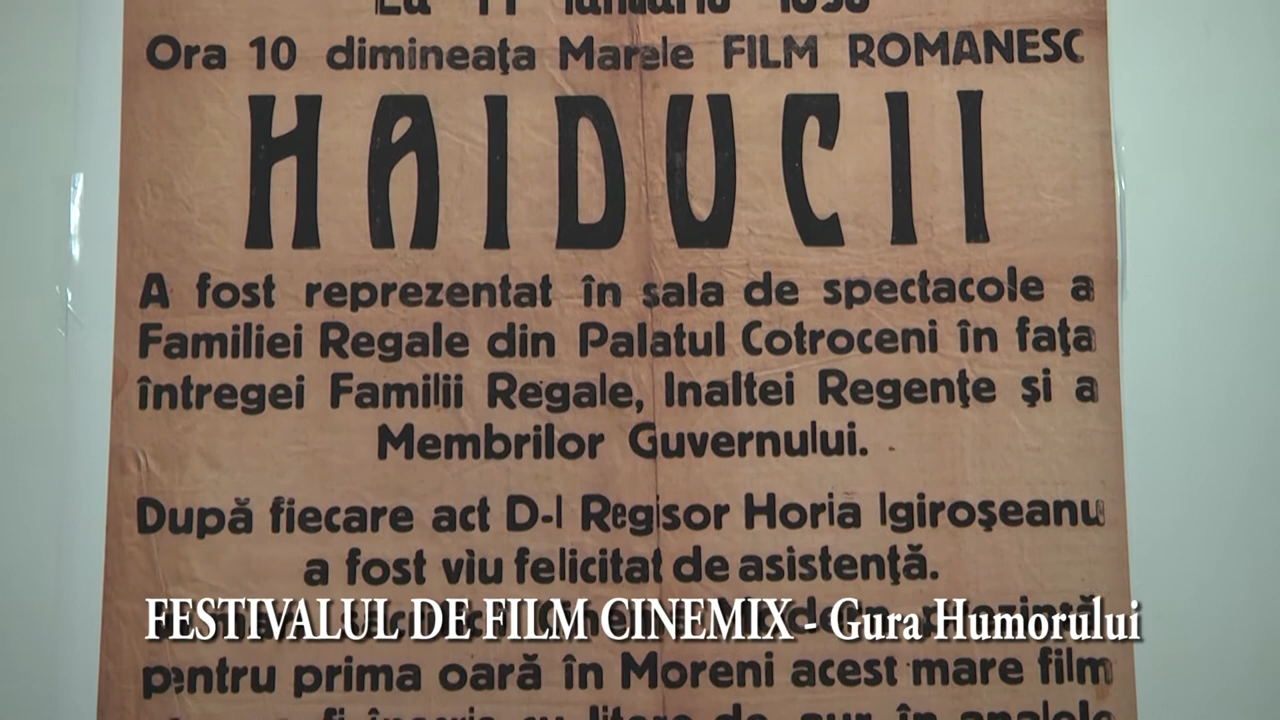 Ora 10 dimineaţa Marele FILM ROMANESC
HAIDUCII
A fost reprezentat în sala de spectacole a
Familiei Regale din Palatul Cotroceni în faţa
întregei Familii Regale, Inaltei Regenţe şi a
Membrilor Guvernului.
După fiecare act D-l Regisor Horia Igiroşeanu
a fost viu felicitat de asistenţă.
FESTIVALUL DE FILM CINEMIX - Gura Humorului
pentru prima oară în Moreni acest mare film